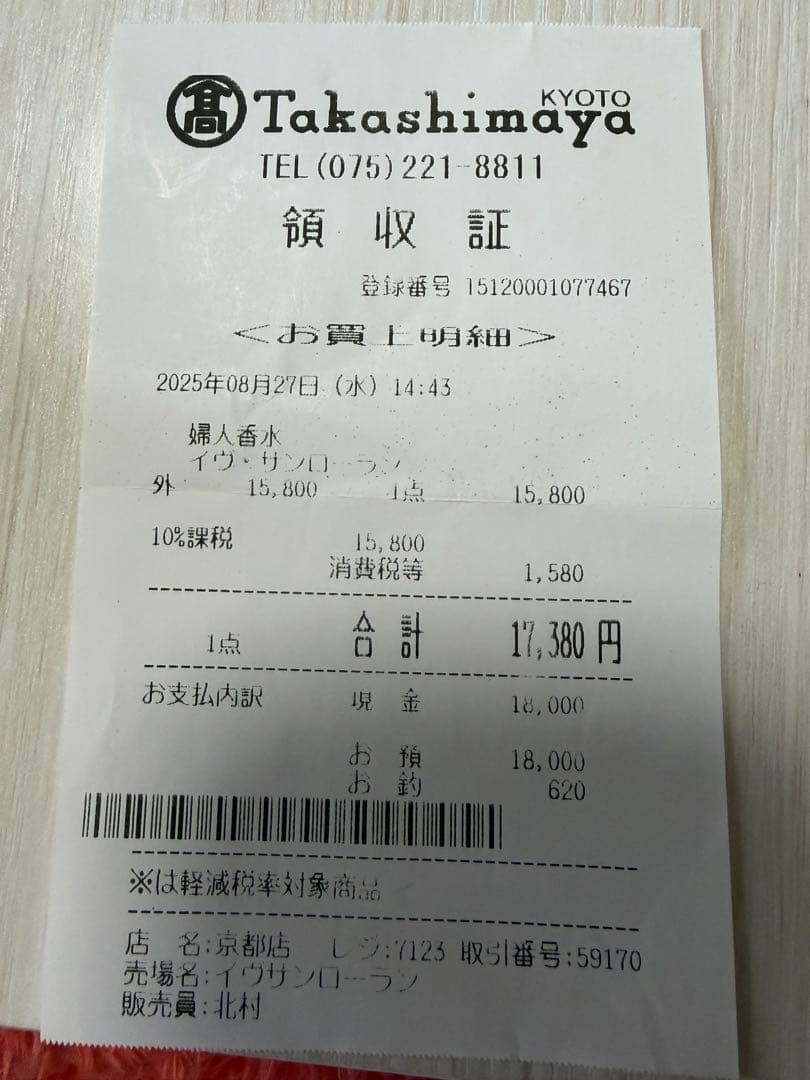 髙 Takashimaya KYOTO
TEL(075)221-8811
領収証
登録番号 T5120001077467
<お買上明細>
2025年08月27日(水)14:43
婦人香水
イヴ・サンローラン
外 15,800 1点 15,800
10%課税 15,800
消費税等 1,580
1点 合計 17,380円
お支払内訳 現金 18,000
お預 18,000
お釣 620
※は軽減税率対象商品
店名:京都店 レジ:7123 取引番号:59170
売場名:イヴサンローラン
販売員:北村